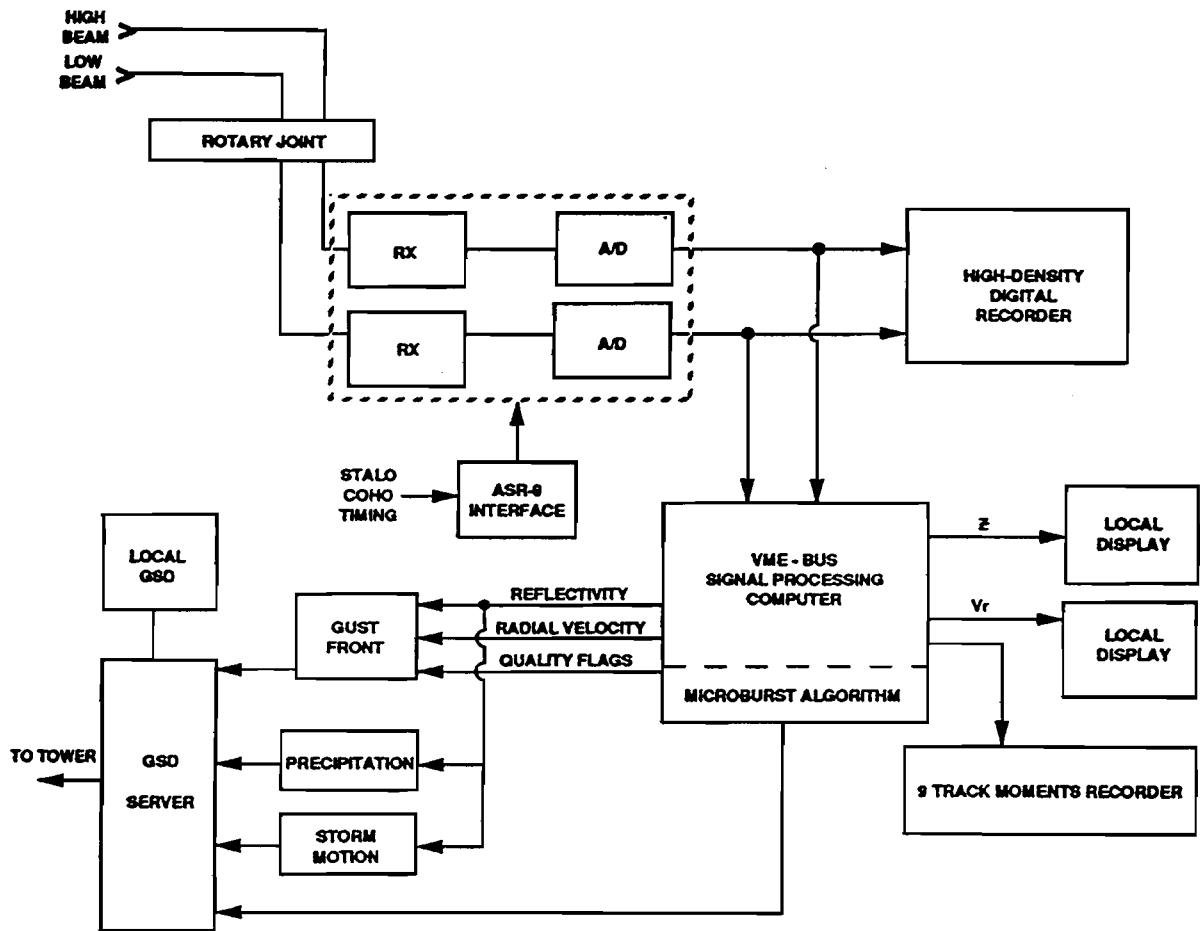 HIGH
BEAM
LOW
BEAM
ROTARY JOINT
RX
A/D
RX
A/D
HIGH-DENSITY
DIGITAL
RECORDER
STALO
COHO
TIMING
ASR-9
INTERFACE
LOCAL
GSD
VME - BUS
SIGNAL PROCESSING
COMPUTER
MICROBURST ALGORITHM
Z
LOCAL
DISPLAY
Vr
LOCAL
DISPLAY
REFLECTIVITY
RADIAL VELOCITY
QUALITY FLAGS
GUST
FRONT
TO TOWER
GSD
SERVER
PRECIPITATION
STORM
MOTION
9 TRACK MOMENTS RECORDER